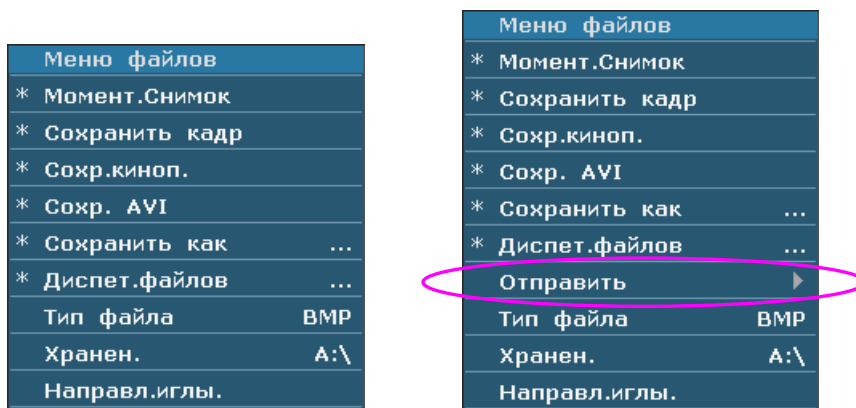 Меню файлов
* Момент.Снимок
* Сохранить кадр
* Сохр.киноп.
* Сохр. AVI
* Сохранить как ...
* Диспет.файлов ...
Тип файла BMP
Хранен. A:\
Направл.иглы.
Меню файлов
* Момент.Снимок
* Сохранить кадр
* Сохр.киноп.
* Сохр. AVI
* Сохранить как ...
* Диспет.файлов ...
Отправить
Тип файла BMP
Хранен. A:\
Направл.иглы.